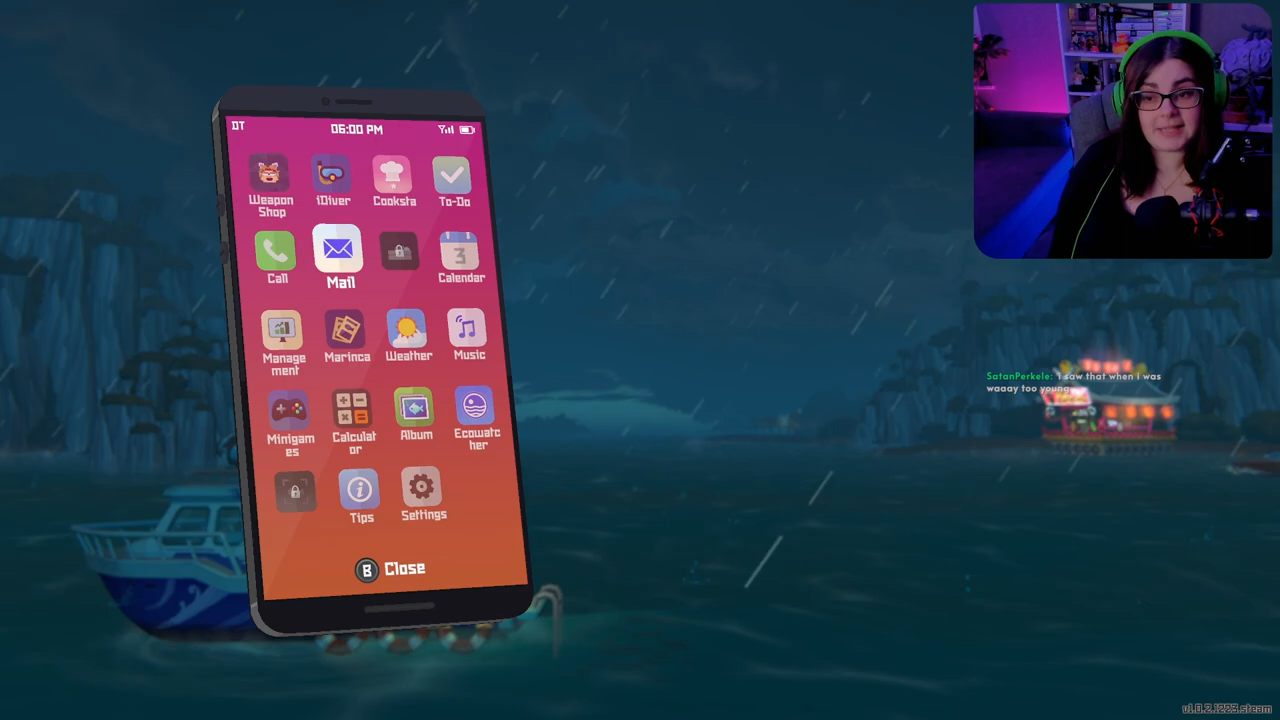 DT
06:00 PM
Weapon
Shop
iDiver
Cooksta
To-Do
Call
Mail
3
Calendar
Manage
ment
Marinca
Weather
Music
Minigam
es
Calculat
or
Album
Ecowatc
her
Tips
Settings
B Close
SatanPerkele: I saw that when I was
waaay too young
v1.0.2.1223.steam